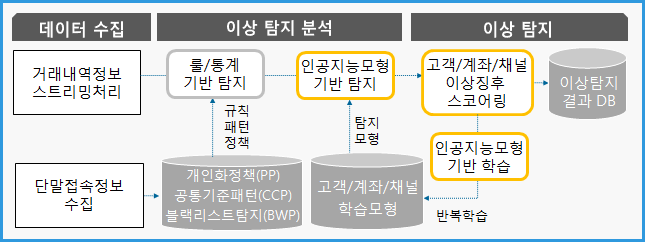 데이터 수집
이상 탐지 분석
이상 탐지
거래내역정보
스트리밍처리
룰/통계
기반 탐지
인공지능모형
기반 탐지
고객/계좌/채널
이상징후
스코어링
이상탐지
결과 DB
규칙
패턴
정책
탐지
모형
인공지능모형
기반 학습
단말접속정보
수집
개인화정책(PP)
공통기준패턴(CCP)
블랙리스트탐지(BWP)
고객/계좌/채널
학습모형
반복학습